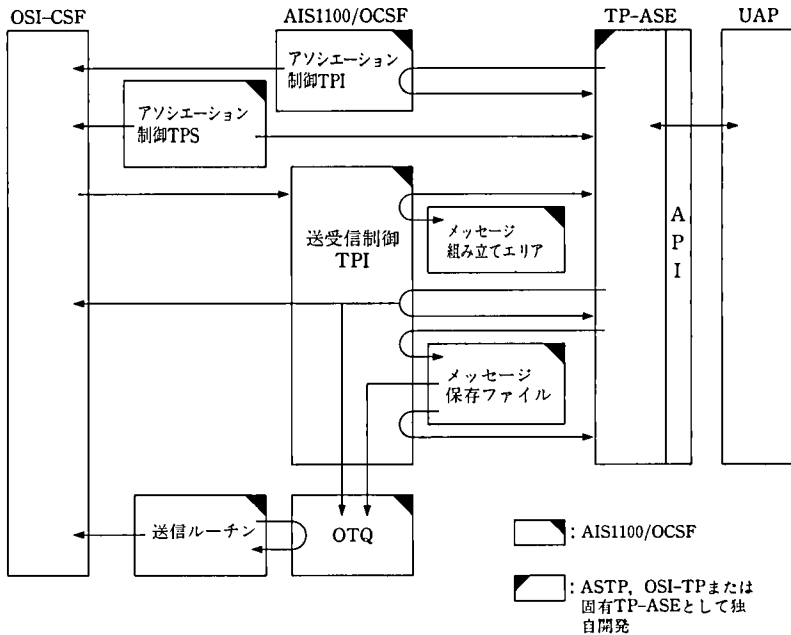 OSI-CSF
AIS1100/OCSF
TP-ASE
UAP
アソシエーション
制御TPI
アソシエーション
制御TPS
送受信制御
TPI
メッセージ
組み立てエリア
A
P
I
メッセージ
保存ファイル
送信ルーチン
OTQ
: AIS1100/OCSF
: ASTP, OSI-TPまたは
固有TP-ASEとして独
自開発